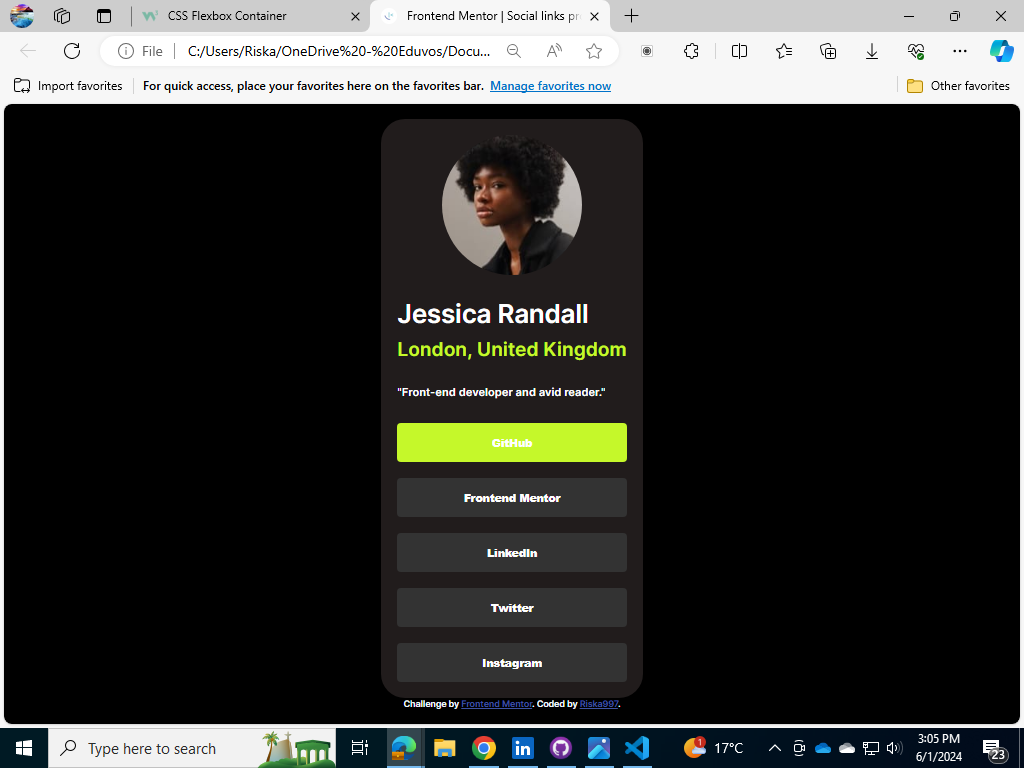 CSS Flexbox Container
Frontend Mentor | Social links pr
File
C:/Users/Riska/OneDrive%20-%20Eduvos/Docu...
Import favorites
For quick access, place your favorites here on the favorites bar. Manage favorites now
Other favorites
Jessica Randall
London, United Kingdom
"Front-end developer and avid reader."
GitHub
Frontend Mentor
LinkedIn
Twitter
Instagram
Challenge by Frontend Mentor. Coded by Riska997.
Type here to search
1
17°C
3:05 PM
6/1/2024
23